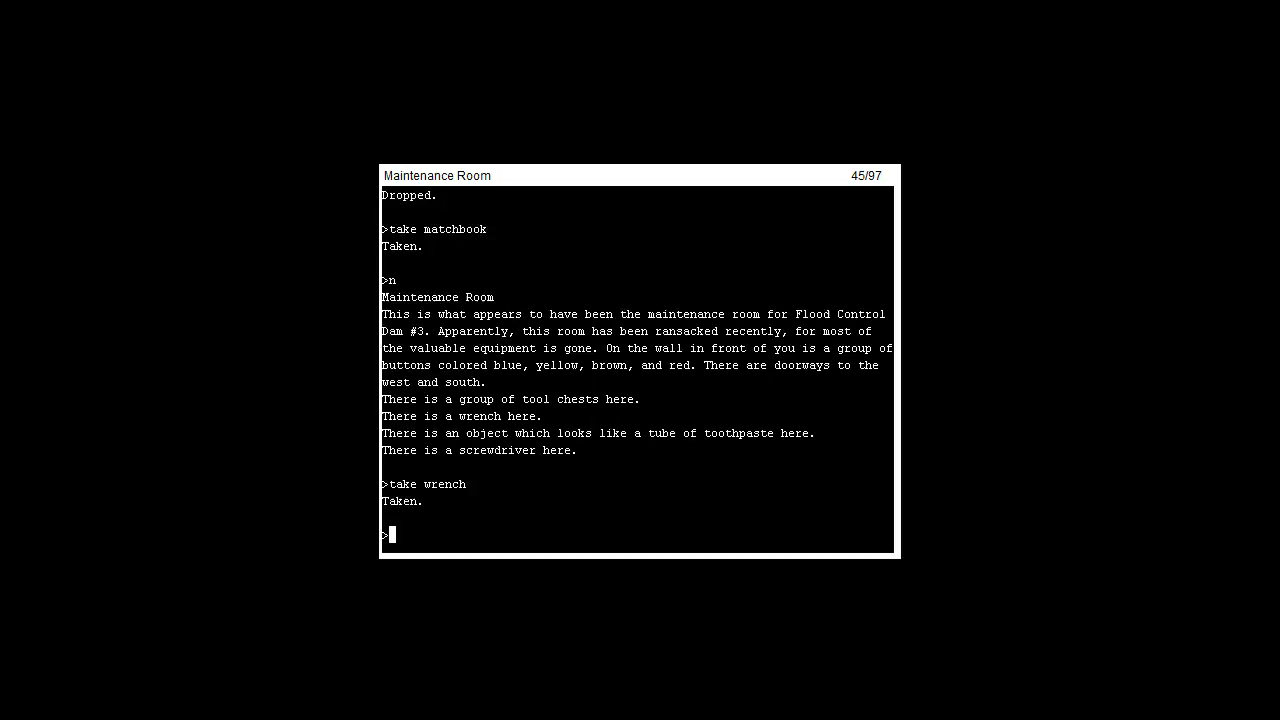 Maintenance Room 45/97
Dropped.
>take matchbook
Taken.
>n
Maintenance Room
This is what appears to have been the maintenance room for Flood Control
Dam #3. Apparently, this room has been ransacked recently, for most of
the valuable equipment is gone. On the wall in front of you is a group of
buttons colored blue, yellow, brown, and red. There are doorways to the
west and south.
There is a group of tool chests here.
There is a wrench here.
There is an object which looks like a tube of toothpaste here.
There is a screwdriver here.
>take wrench
Taken.
>